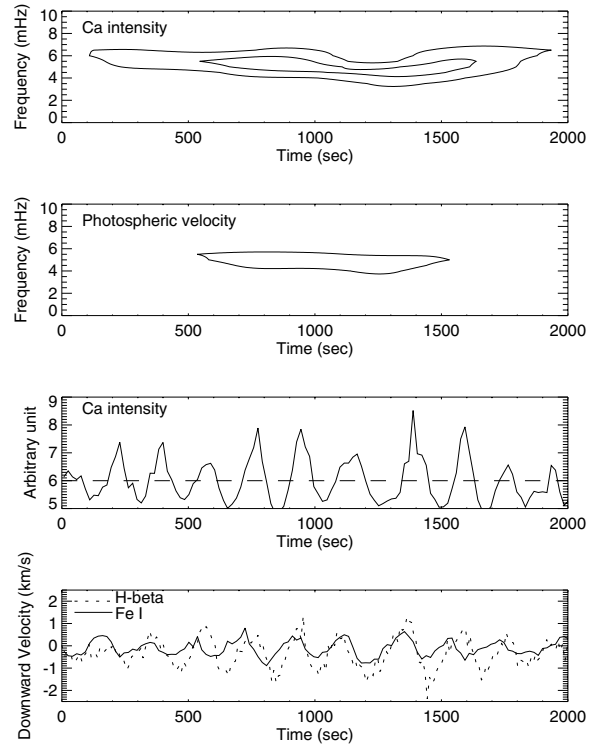 Ca intensity
Frequency (mHz)
10
8
6
4
2
0
0 500 1000 1500 2000
Time (sec)
Photospheric velocity
Frequency (mHz)
10
8
6
4
2
0
0 500 1000 1500 2000
Time (sec)
Ca intensity
Arbitrary unit
9
8
7
6
5
0 500 1000 1500 2000
Time (sec)
Downward Velocity (km/s)
H-beta
Fe I
2
1
0
-1
-2
0 500 1000 1500 2000
Time (sec)